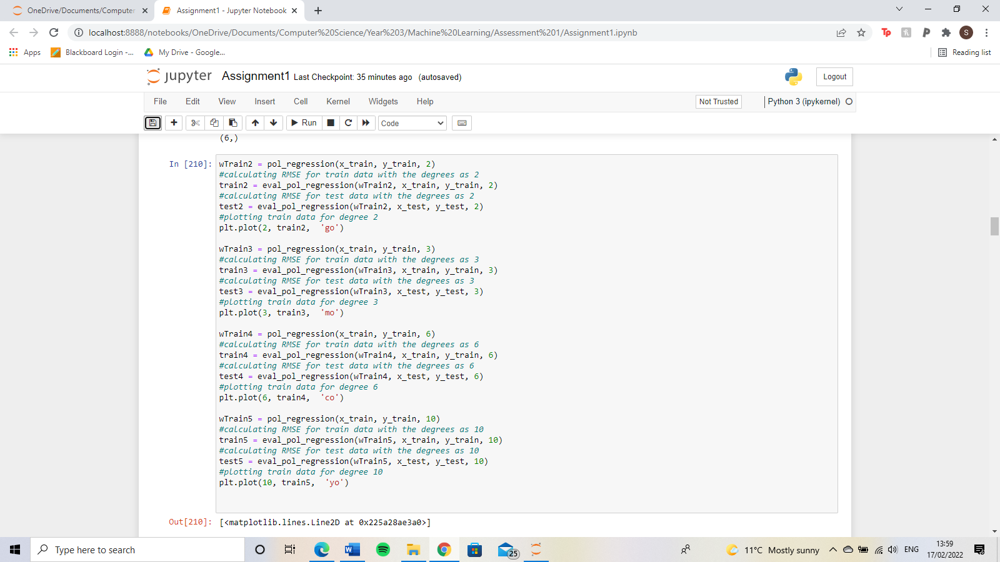 OneDrive/Documents/Computer
Assignment1 - Jupyter Notebook
localhost:8888/notebooks/OneDrive/Documents/Computer%20Science/Year%203/Machine%20Learning/Assessment%201/Assignment1.ipynb
Tp
S
Apps
Blackboard Login -...
My Drive - Google...
Reading list
jupyter Assignment1 Last Checkpoint: 35 minutes ago (autosaved)
Logout
File Edit View Insert Cell Kernel Widgets Help
Not Trusted
Python 3 (ipykernel)
Run
Code
(6,)
In [210]:
wTrain2 = pol_regression(x_train, y_train, 2)
#calculating RMSE for train data with the degrees as 2
train2 = eval_pol_regression(wTrain2, x_train, y_train, 2)
#calculating RMSE for test data with the degrees as 2
test2 = eval_pol_regression(wTrain2, x_test, y_test, 2)
#plotting train data for degree 2
plt.plot(2, train2,  'go')
wTrain3 = pol_regression(x_train, y_train, 3)
#calculating RMSE for train data with the degrees as 3
train3 = eval_pol_regression(wTrain3, x_train, y_train, 3)
#calculating RMSE for test data with the degrees as 3
test3 = eval_pol_regression(wTrain3, x_test, y_test, 3)
#plotting train data for degree 3
plt.plot(3, train3,  'mo')
wTrain4 = pol_regression(x_train, y_train, 6)
#calculating RMSE for train data with the degrees as 6
train4 = eval_pol_regression(wTrain4, x_train, y_train, 6)
#calculating RMSE for test data with the degrees as 6
test4 = eval_pol_regression(wTrain4, x_test, y_test, 6)
#plotting train data for degree 6
plt.plot(6, train4,  'co')
wTrain5 = pol_regression(x_train, y_train, 10)
#calculating RMSE for train data with the degrees as 10
train5 = eval_pol_regression(wTrain5, x_train, y_train, 10)
#calculating RMSE for test data with the degrees as 10
test5 = eval_pol_regression(wTrain5, x_test, y_test, 10)
#plotting train data for degree 10
plt.plot(10, train5,  'yo')
Out[210]: [<matplotlib.lines.Line2D at 0x225a28ae3a0>]
Type here to search
W
25
11°C Mostly sunny
ENG
13:59
17/02/2022